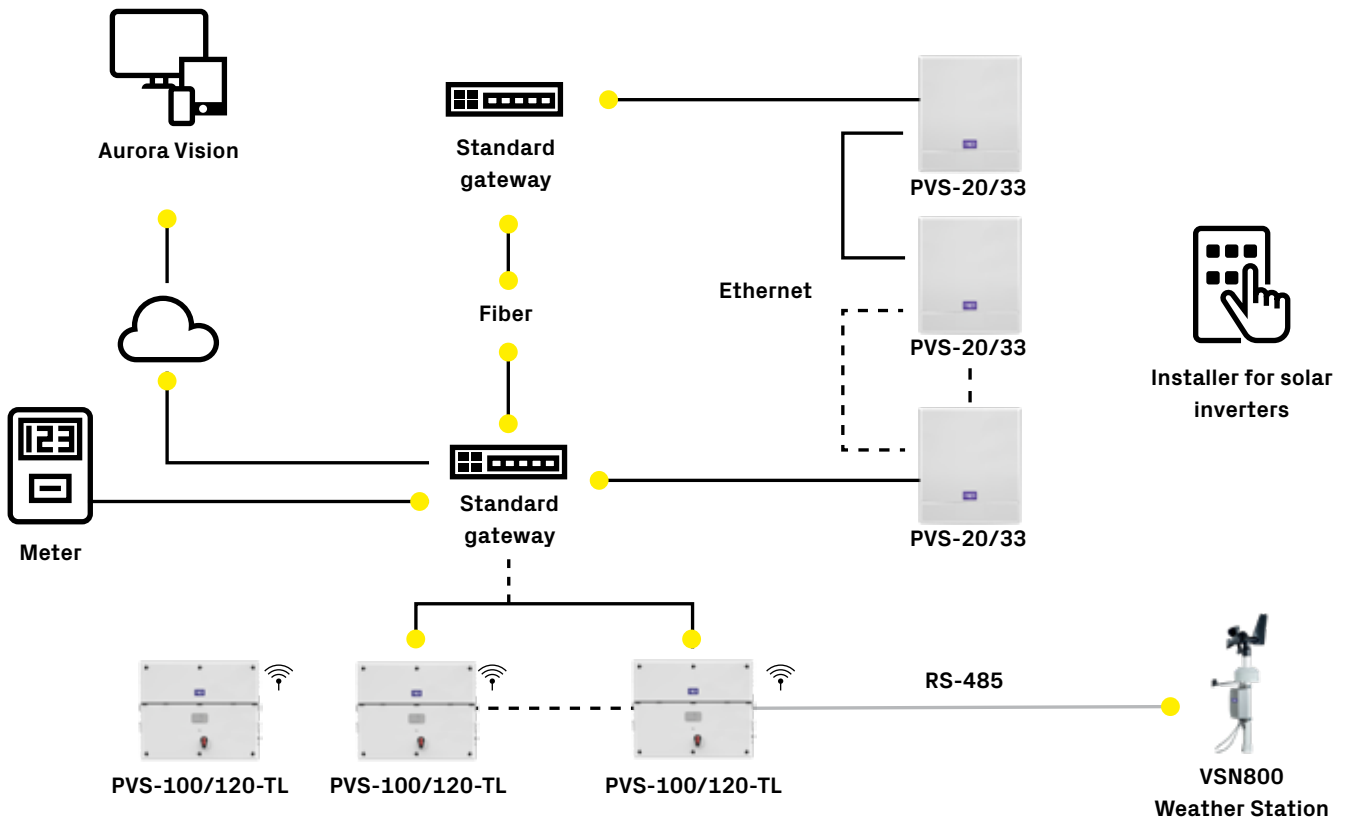 Aurora Vision
Standard
gateway
PVS-20/33
Ethernet
Fiber
PVS-20/33
Installer for solar
inverters
123
Meter
Standard
gateway
PVS-20/33
RS-485
PVS-100/120-TL
PVS-100/120-TL
PVS-100/120-TL
VSN800
Weather Station